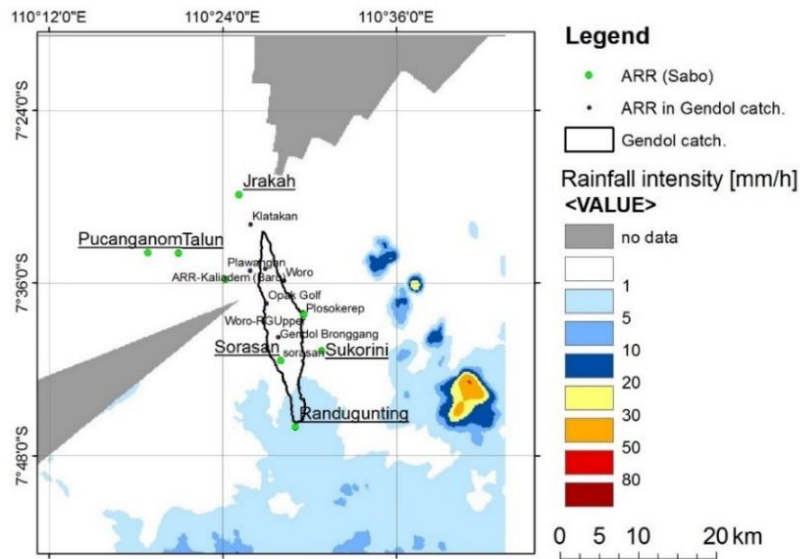 110°12'0"E 110°24'0"E 110°36'0"E
7°24'0"S
7°36'0"S
7°48'0"S
Jrakah
Klatakan
PucanganomTalun
Plawangan
Woro
ARR-Kaliadem (Baru)
Opak Golf
Plosokerep
Woro-RGUpper
Gendol Bronggang
Sorasan
sorasan
Sukorini
Randugunting
Legend
ARR (Sabo)
ARR in Gendol catch.
Gendol catch.
Rainfall intensity [mm/h]
<VALUE>
no data
1
5
10
20
30
50
80
0 5 10 20 km